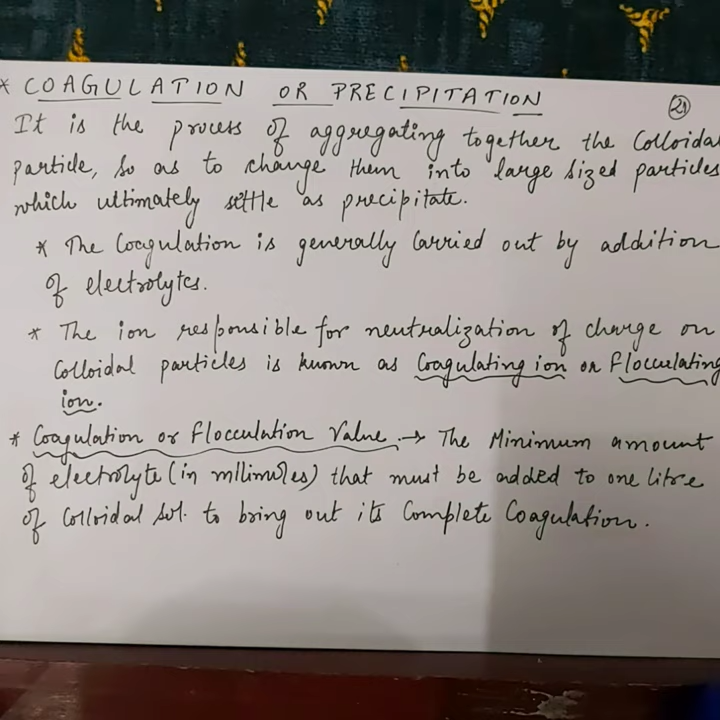 * COAGULATION OR PRECIPITATION
21
It is the process of aggregating together the Colloidal
particle, so as to change them into large sized particles
which ultimately settle as precipitate.
* The Coagulation is generally Carried out by addition
of electrolytes.
* The ion responsible for neutralization of charge on
Colloidal particles is known as Coagulating ion or Flocculating
ion.
* Coagulation or Flocculation Value → The Minimum amount
of electrolyte (in mllimoles) that must be added to one litre
of Colloidal sol. to bring out its Complete Coagulation.